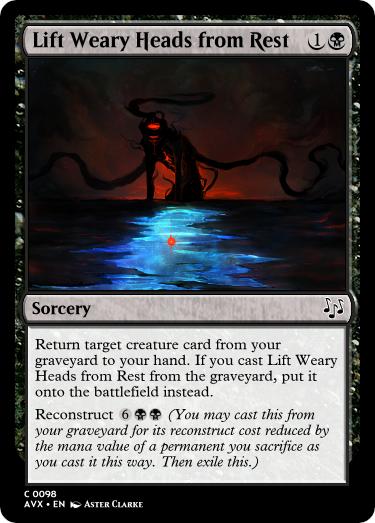 Lift Weary Heads from Rest 1
Sorcery
Return target creature card from your
graveyard to your hand. If you cast Lift Weary
Heads from Rest from the graveyard, put it
onto the battlefield instead.
Reconstruct 6 (You may cast this from
your graveyard for its reconstruct cost reduced by
the mana value of a permanent you sacrifice as
you cast it this way. Then exile this.)
C 0098
AVX • EN ASTER CLARKE